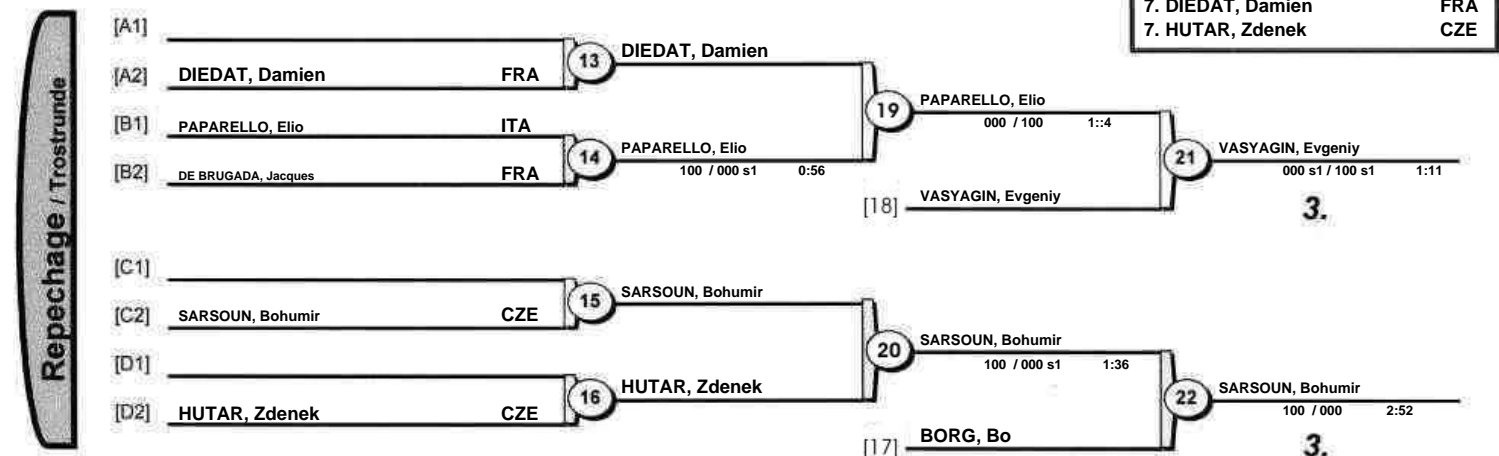 7. DIEDAT, Damien FRA
7. HUTAR, Zdenek CZE
Repechage / Trostrunde
[A1]
[A2] DIEDAT, Damien FRA
13 DIEDAT, Damien
[B1] PAPARELLO, Elio ITA
[B2] DE BRUGADA, Jacques FRA
14 PAPARELLO, Elio
100 / 000 s1 0:56
19 PAPARELLO, Elio
000 / 100 1::4
[18] VASYAGIN, Evgeniy
21 VASYAGIN, Evgeniy
000 s1 / 100 s1 1:11
3.
[C1]
[C2] SARSOUN, Bohumir CZE
15 SARSOUN, Bohumir
[D1]
[D2] HUTAR, Zdenek CZE
16 HUTAR, Zdenek
20 SARSOUN, Bohumir
100 / 000 s1 1:36
[17] BORG, Bo
22 SARSOUN, Bohumir
100 / 000 2:52
3.